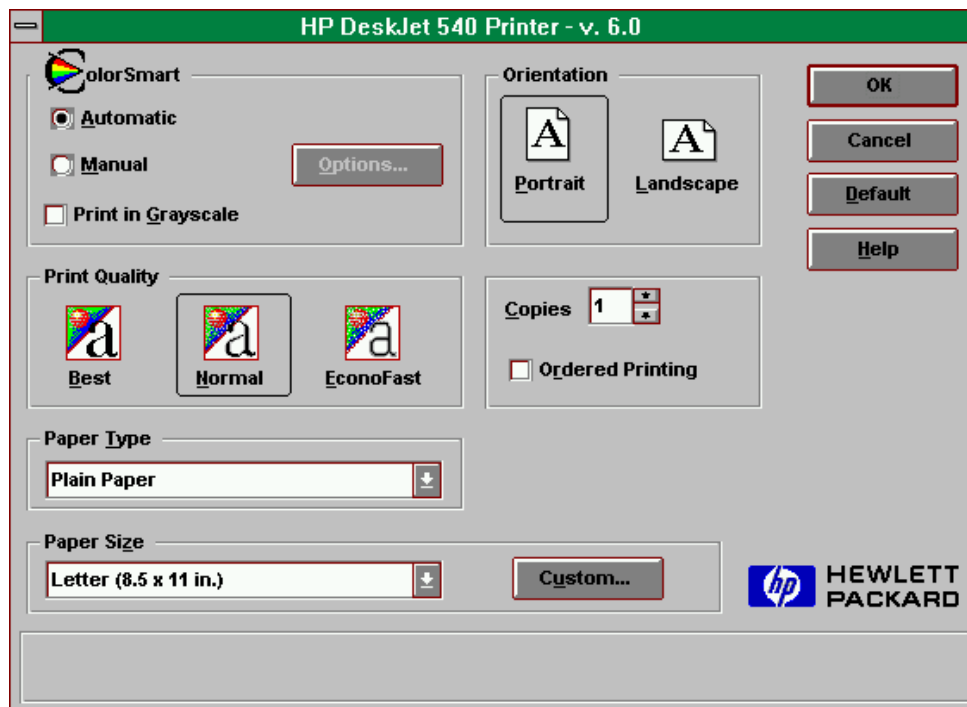 HP DeskJet 540 Printer - v. 6.0
ColorSmart
Automatic
Manual
Options...
Print in Grayscale
Orientation
A
Portrait
A
Landscape
OK
Cancel
Default
Help
Print Quality
a
Best
a
Normal
a
EconoFast
Copies 1
Ordered Printing
Paper Type
Plain Paper
Paper Size
Letter (8.5 x 11 in.)
Custom...
hp
HEWLETT
PACKARD